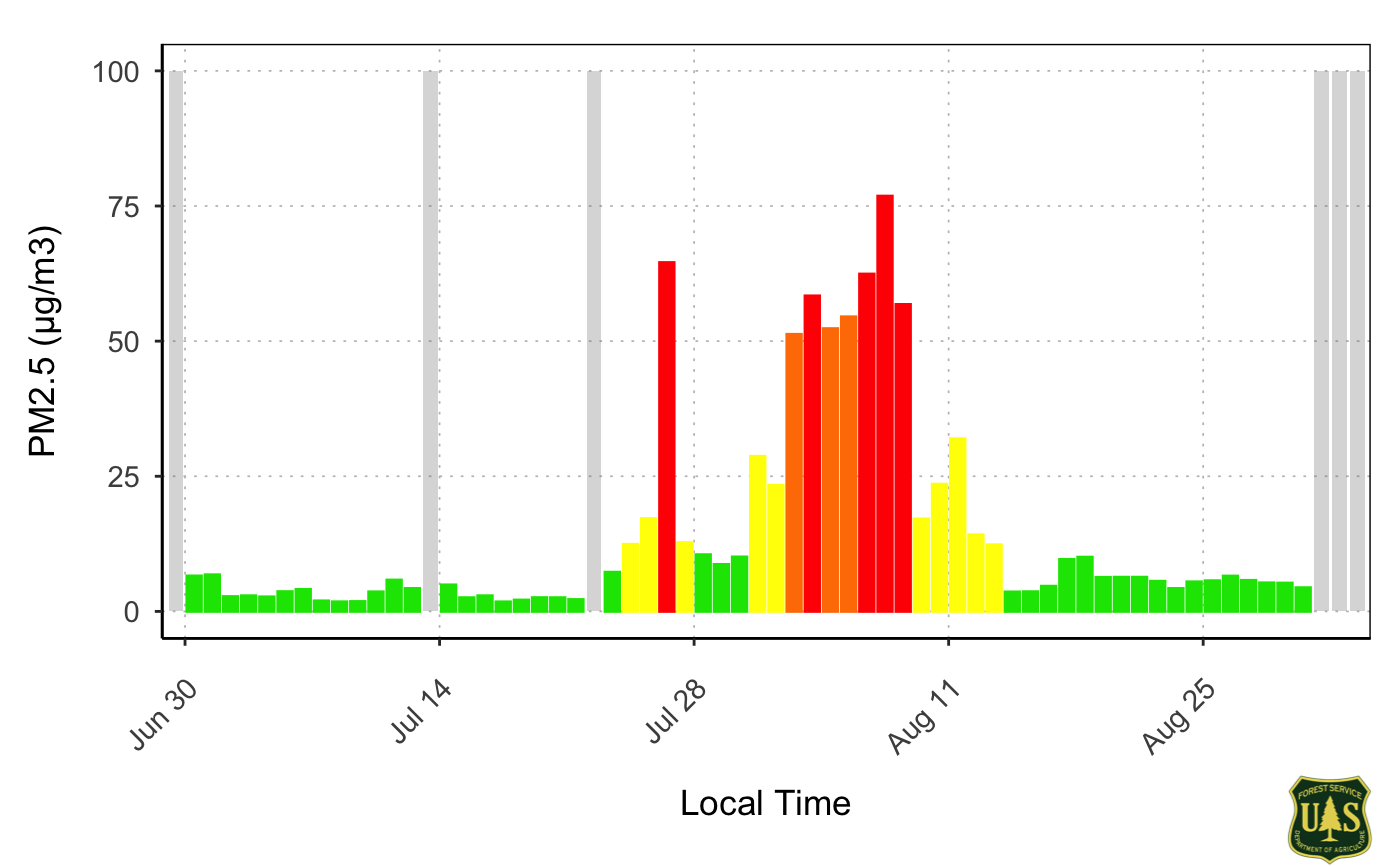 100
75
50
25
0
PM2.5 (µg/m3)
Jun 30
Jul 14
Jul 28
Aug 11
Aug 25
Local Time
FOREST SERVICE
UAS
DEPARTMENT OF AGRICULTURE